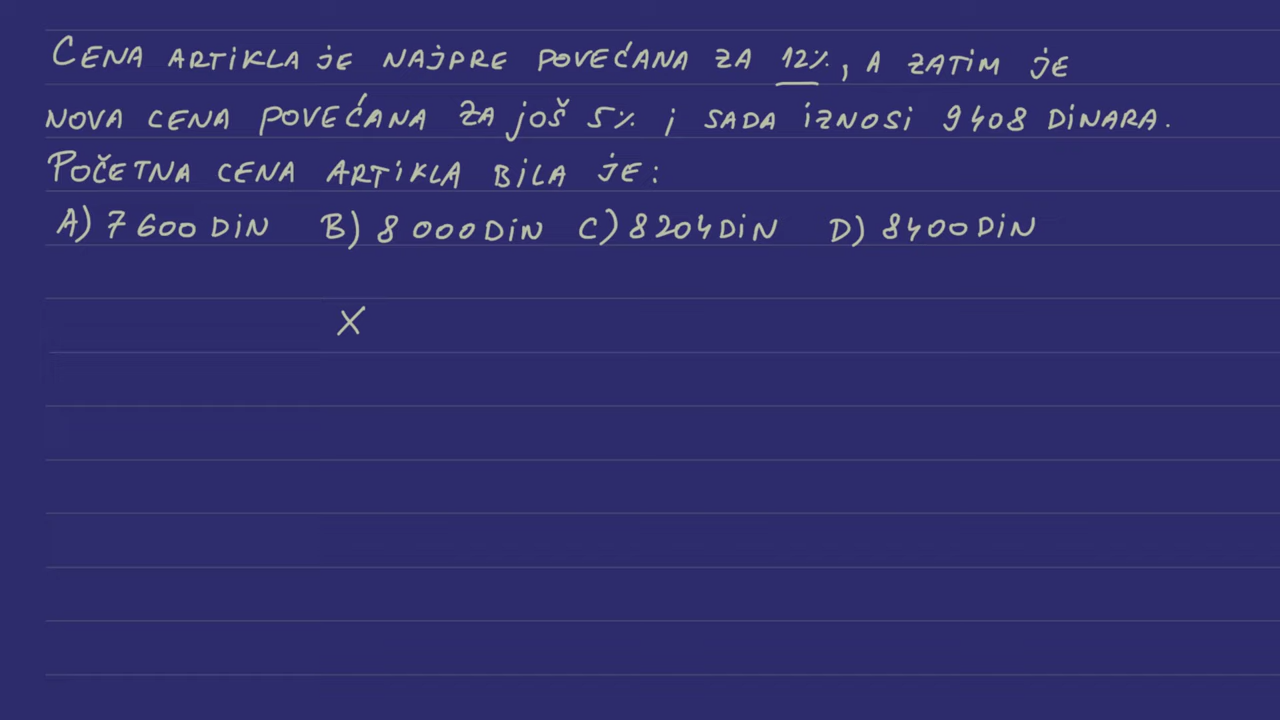 CENA ARTIKLA JE NAJPRE POVEĆANA ZA 12%, A ZATIM JE
NOVA CENA POVEĆANA ZA JOŠ 5% I SADA IZNOSI 9408 DINARA.
POČETNA CENA ARTIKLA BILA JE:
A) 7600 DIN B) 8000 DIN C) 8204 DIN D) 8400 DIN
X